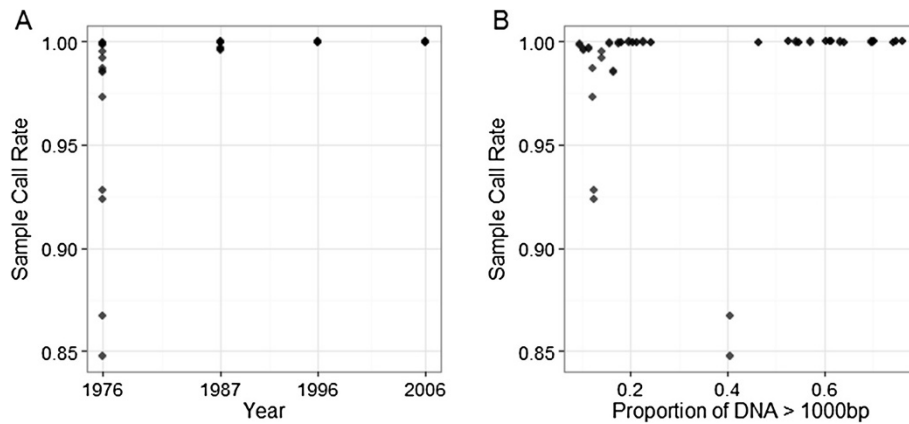 A
Sample Call Rate
1.00
0.95
0.90
0.85
1976 1987 1996 2006
Year
B
Sample Call Rate
1.00
0.95
0.90
0.85
0.2 0.4 0.6
Proportion of DNA > 1000bp